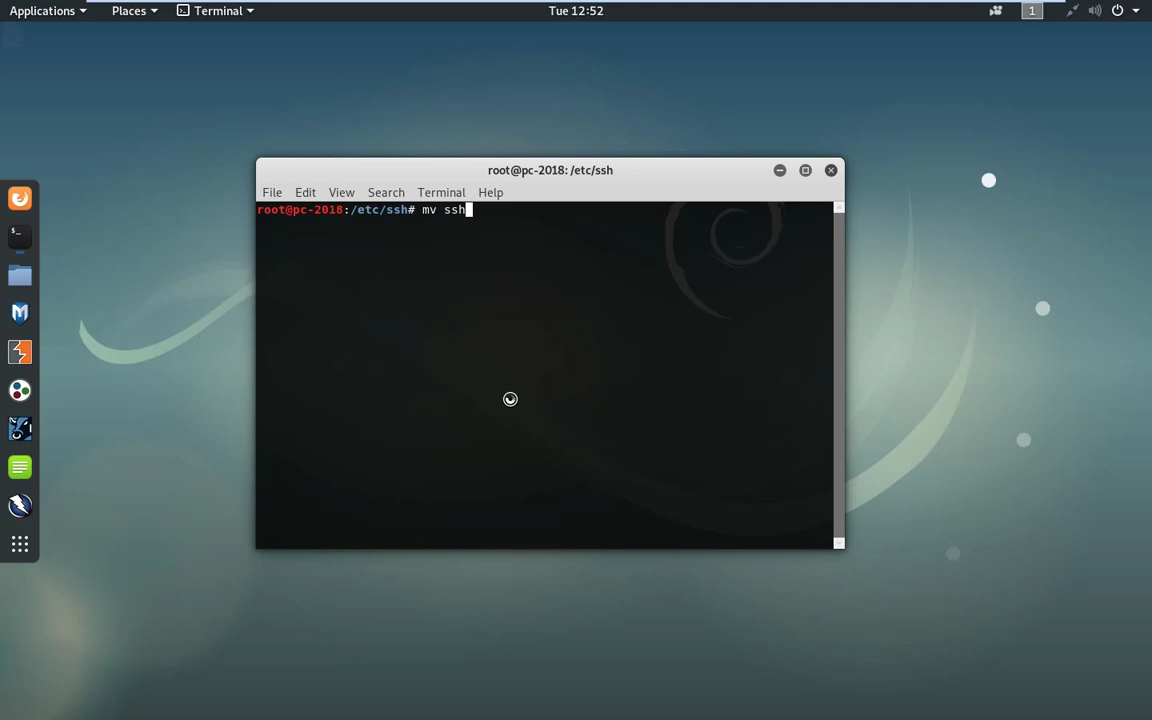 Applications Places Terminal Tue 12:52 1
root@pc-2018: /etc/ssh
File Edit View Search Terminal Help
root@pc-2018:/etc/ssh# mv ssh